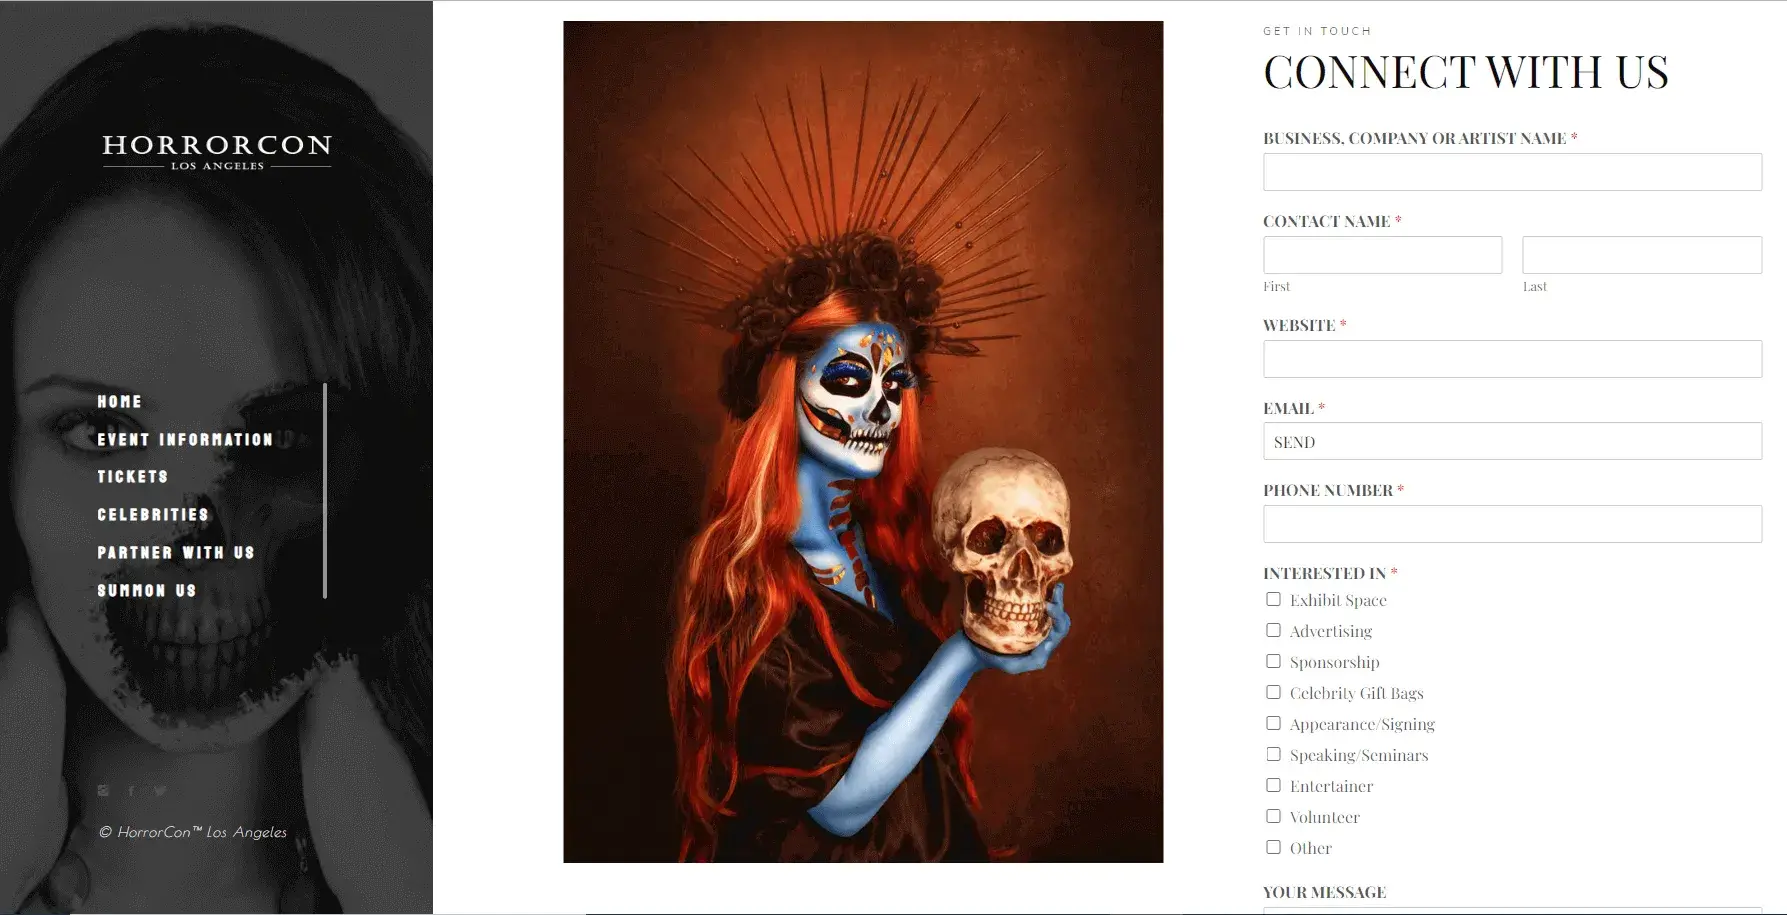 HORRORCON
LOS ANGELES
HOME
EVENT INFORMATION
TICKETS
CELEBRITIES
PARTNER WITH US
SUMMON US
© HorrorCon™ Los Angeles
GET IN TOUCH
CONNECT WITH US
BUSINESS, COMPANY OR ARTIST NAME *
CONTACT NAME *
First Last
WEBSITE *
EMAIL *
SEND
PHONE NUMBER *
INTERESTED IN *
Exhibit Space
Advertising
Sponsorship
Celebrity Gift Bags
Appearance/Signing
Speaking/Seminars
Entertainer
Volunteer
Other
YOUR MESSAGE